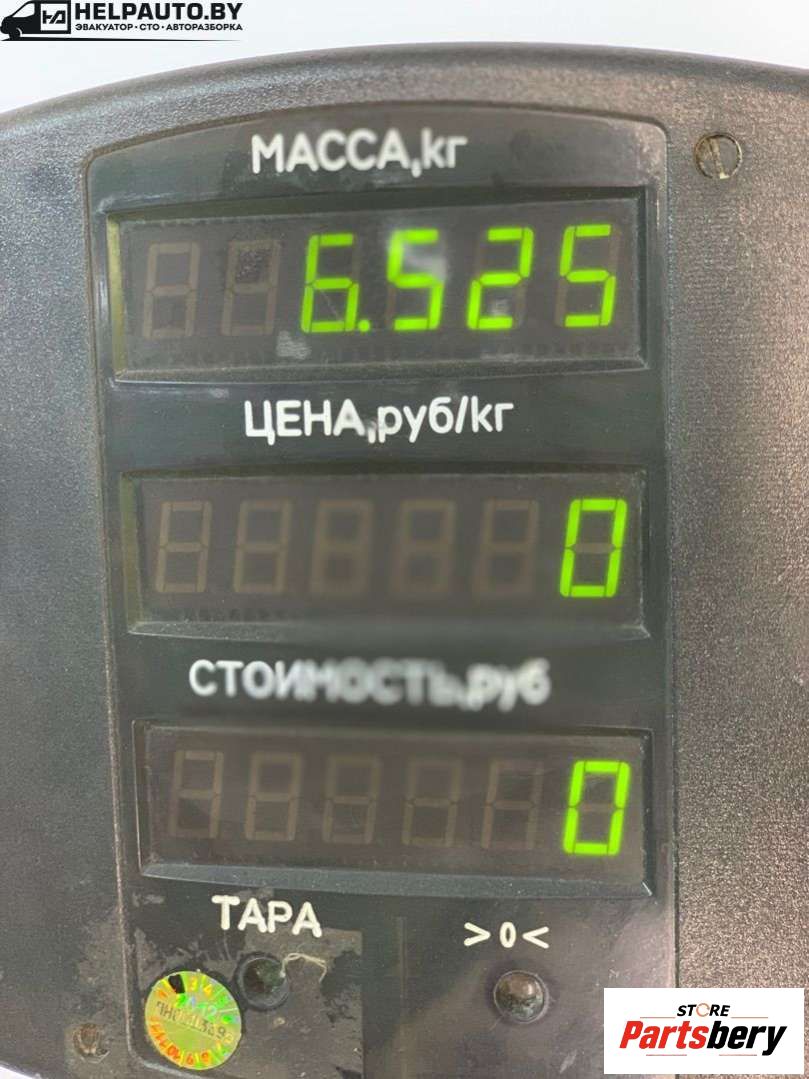 HELPAUTO.BY
ЭВАКУАТОР • СТО • АВТОРАЗБОРКА
МАССА,кг
6.525
ЦЕНА,руб/кг
0
СТОИМОСТЬ,руб
0
ТАРА
>0<
STORE
Partsbery